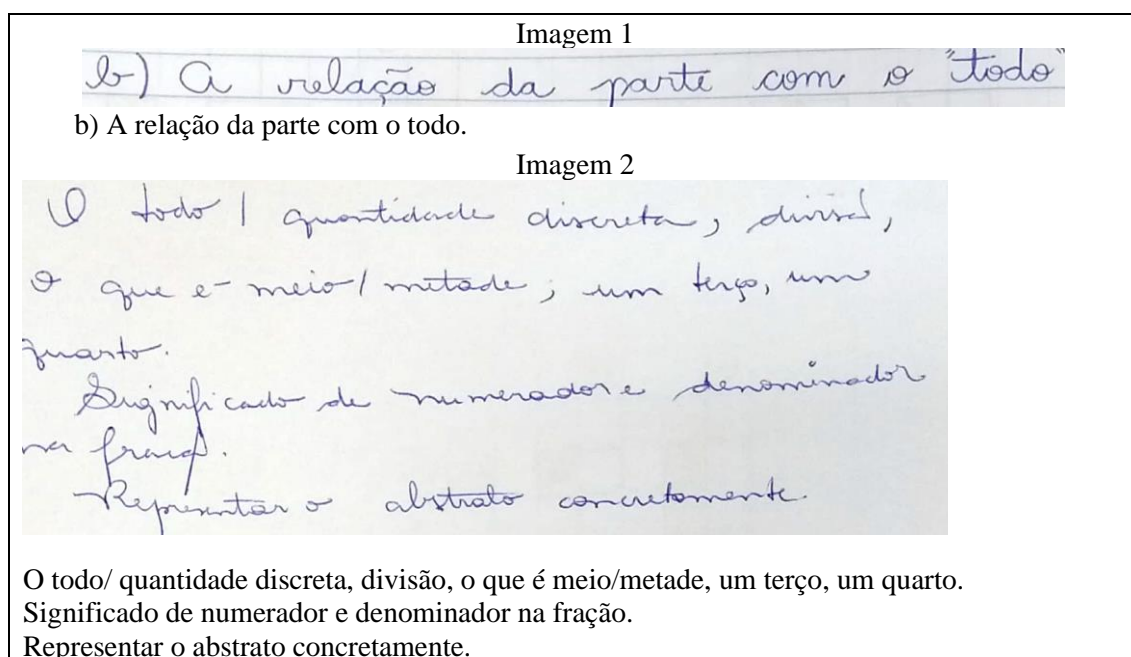 Imagem 1
b) A relação da parte com o "todo"
b) A relação da parte com o todo.
Imagem 2
O todo / quantidade discreta, divisão,
o que é meio/metade, um terço, um
quarto.
Significado de numerador e denominador
na fração.
Representar o abstrato concretamente.
O todo/ quantidade discreta, divisão, o que é meio/metade, um terço, um quarto.
Significado de numerador e denominador na fração.
Representar o abstrato concretamente.